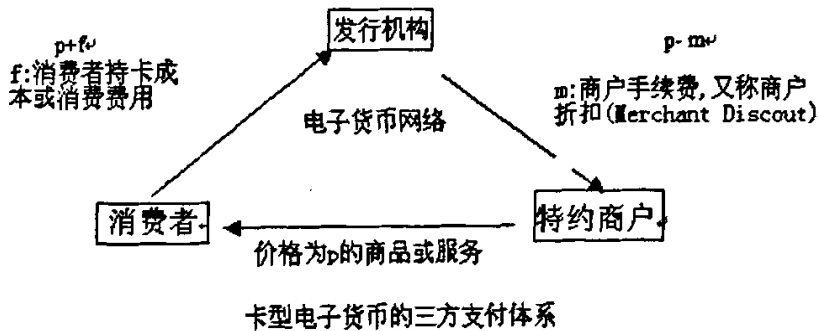 发行机构
p+f
p-m
f:消费者持卡成
本或消费费用
m:商户手续费,又称商户
折扣(Merchant Discout)
电子货币网络
消费者
特约商户
价格为p的商品或服务
卡型电子货币的三方支付体系